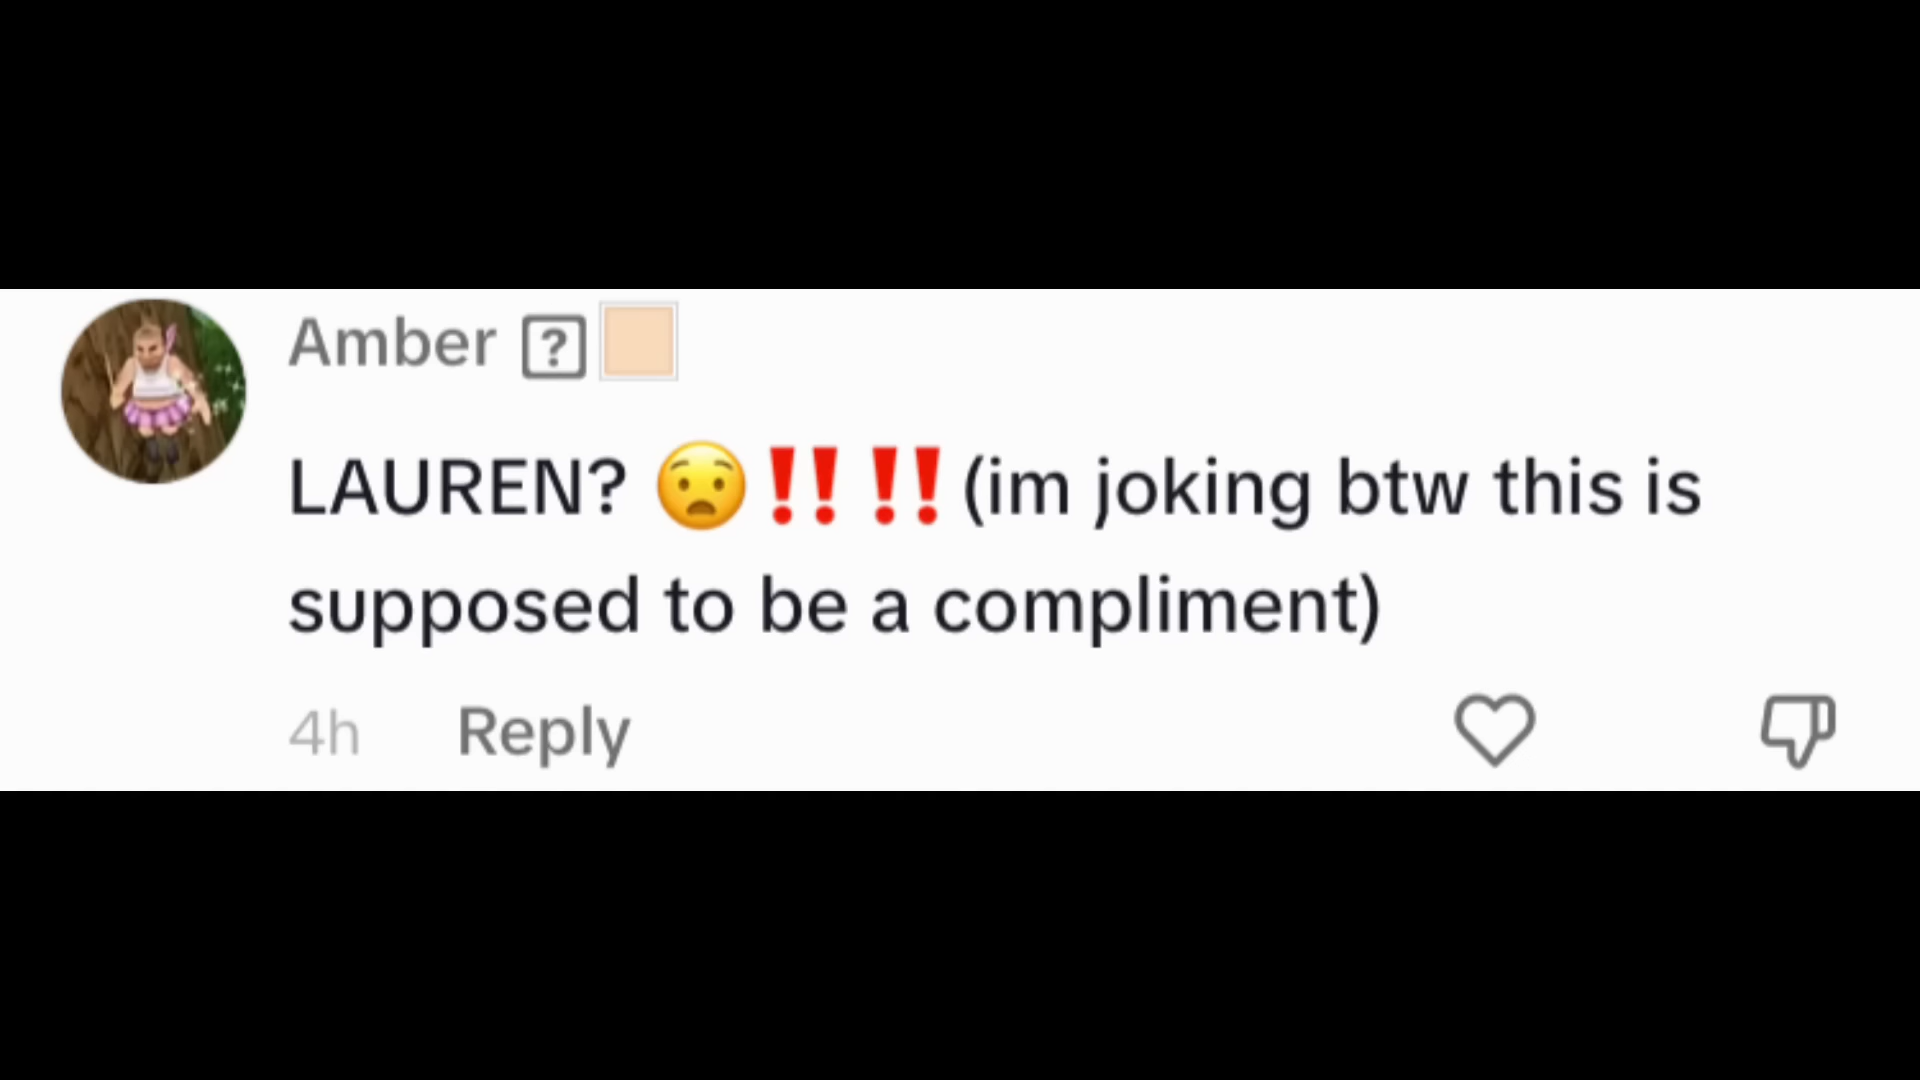 Amber
LAUREN? 😧‼️‼️(im joking btw this is
supposed to be a compliment)
4h Reply